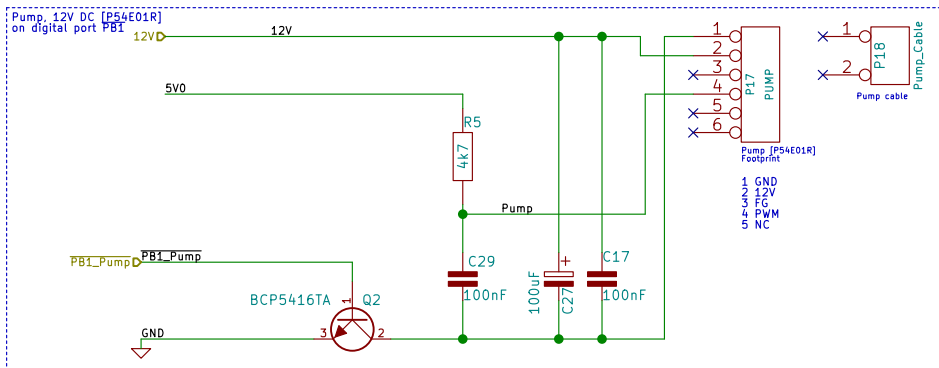 Pump, 12V DC [P54E01R]
on digital port PB1
12V
12V
5V0
R5
4k7
Pump
PB1_Pump
PB1_Pump
BCP5416TA
Q2
1
3
2
GND
C29
100nF
+
100uF
C27
C17
100nF
1
2
3
4
5
6
P17
PUMP
Pump [P54E01R]
Footprint
1 GND
2 12V
3 FG
4 PWM
5 NC
1
2
P18
Pump_Cable
Pump cable